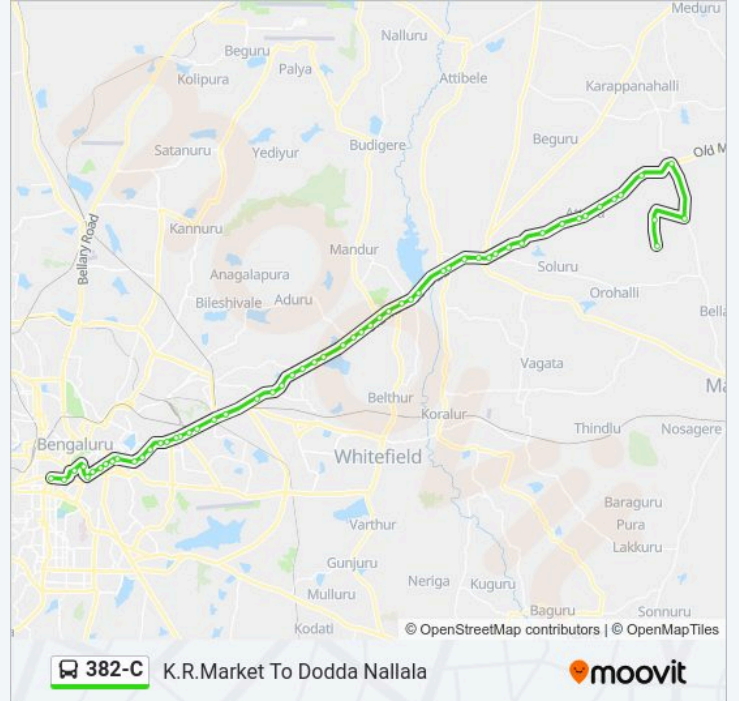 Meduru
Nalluru
Beguru
Palya
Kolipura
Attibele
Karappanahalli
Beguru
Budigere
Satanuru
Yediyur
Old M
Bellary Road
Kannuru
Mandur
Anagalapura
Soluru
Bileshivale
Aduru
Orohalli
Bella
Vagata
Ma
Belthur
Koralur
Thindlu
Nosagere
Bengaluru
Whitefield
Baraguru
Varthur
Pura
Lakkuru
Gunjuru
Neriga
Kuguru
Mulluru
Baguru
Sonnuru
Kodati
© OpenStreetMap contributors | © OpenMapTiles
382-C K.R.Market To Dodda Nallala
moovit